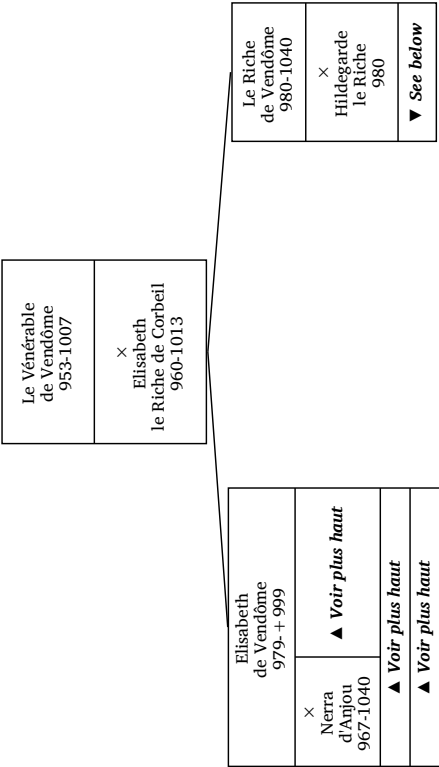 Le Vénérable
de Vendôme
953-1007
×
Elisabeth
le Riche de Corbeil
960-1013
Elisabeth
de Vendôme
979-+999
×
Nerra
d'Anjou
967-1040
▲ Voir plus haut
▲ Voir plus haut
▲ Voir plus haut
Le Riche
de Vendôme
980-1040
×
Hildegarde
le Riche
980
▼ See below